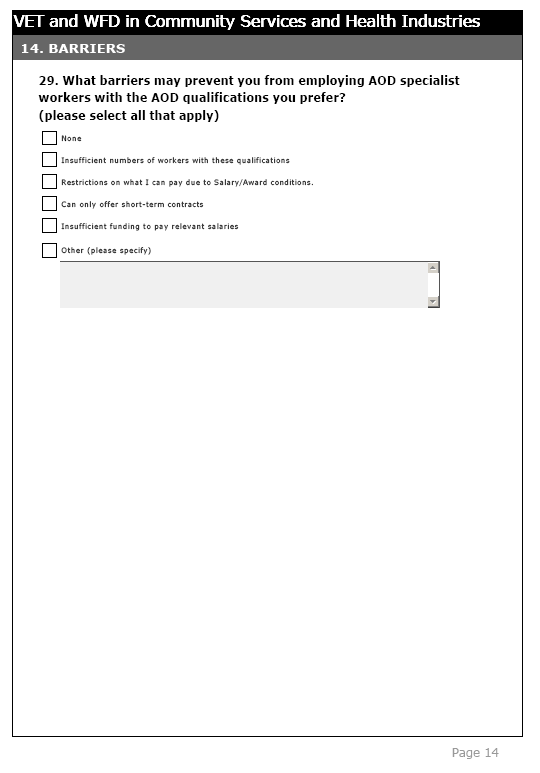 VET and WFD in Community Services and Health Industries
14. BARRIERS
29. What barriers may prevent you from employing AOD specialist
workers with the AOD qualifications you prefer?
(please select all that apply)
None
Insufficient numbers of workers with these qualifications
Restrictions on what I can pay due to Salary/Award conditions.
Can only offer short-term contracts
Insufficient funding to pay relevant salaries
Other (please specify)
Page 14